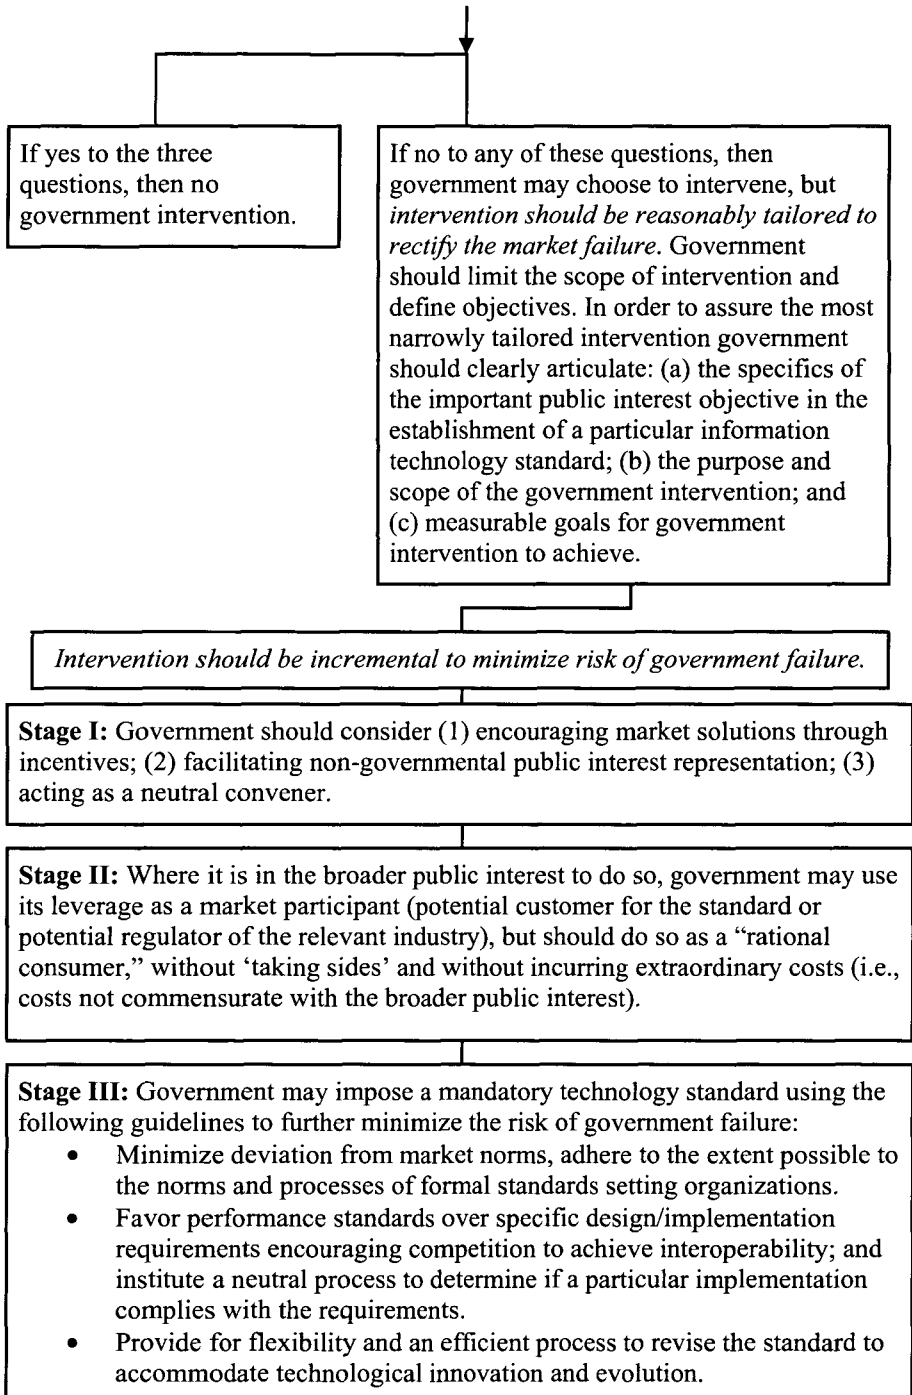 If yes to the three
questions, then no
government intervention.
If no to any of these questions, then
government may choose to intervene, but
intervention should be reasonably tailored to
rectify the market failure. Government
should limit the scope of intervention and
define objectives. In order to assure the most
narrowly tailored intervention government
should clearly articulate: (a) the specifics of
the important public interest objective in the
establishment of a particular information
technology standard; (b) the purpose and
scope of the government intervention; and
(c) measurable goals for government
intervention to achieve.
Intervention should be incremental to minimize risk of government failure.
Stage I: Government should consider (1) encouraging market solutions through
incentives; (2) facilitating non-governmental public interest representation; (3)
acting as a neutral convener.
Stage II: Where it is in the broader public interest to do so, government may use
its leverage as a market participant (potential customer for the standard or
potential regulator of the relevant industry), but should do so as a “rational
consumer,” without ‘taking sides’ and without incurring extraordinary costs (i.e.,
costs not commensurate with the broader public interest).
Stage III: Government may impose a mandatory technology standard using the
following guidelines to further minimize the risk of government failure:
• Minimize deviation from market norms, adhere to the extent possible to
the norms and processes of formal standards setting organizations.
• Favor performance standards over specific design/implementation
requirements encouraging competition to achieve interoperability; and
institute a neutral process to determine if a particular implementation
complies with the requirements.
• Provide for flexibility and an efficient process to revise the standard to
accommodate technological innovation and evolution.